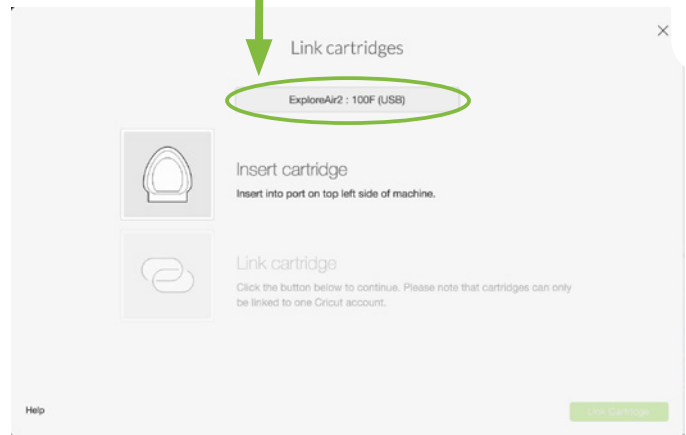 Link cartridges
ExploreAir2 : 100F (USB)
Insert cartridge
Insert into port on top left side of machine.
Link cartridge
Click the button below to continue. Please note that cartridges can only
be linked to one Cricut account.
Help
Link Cartridge